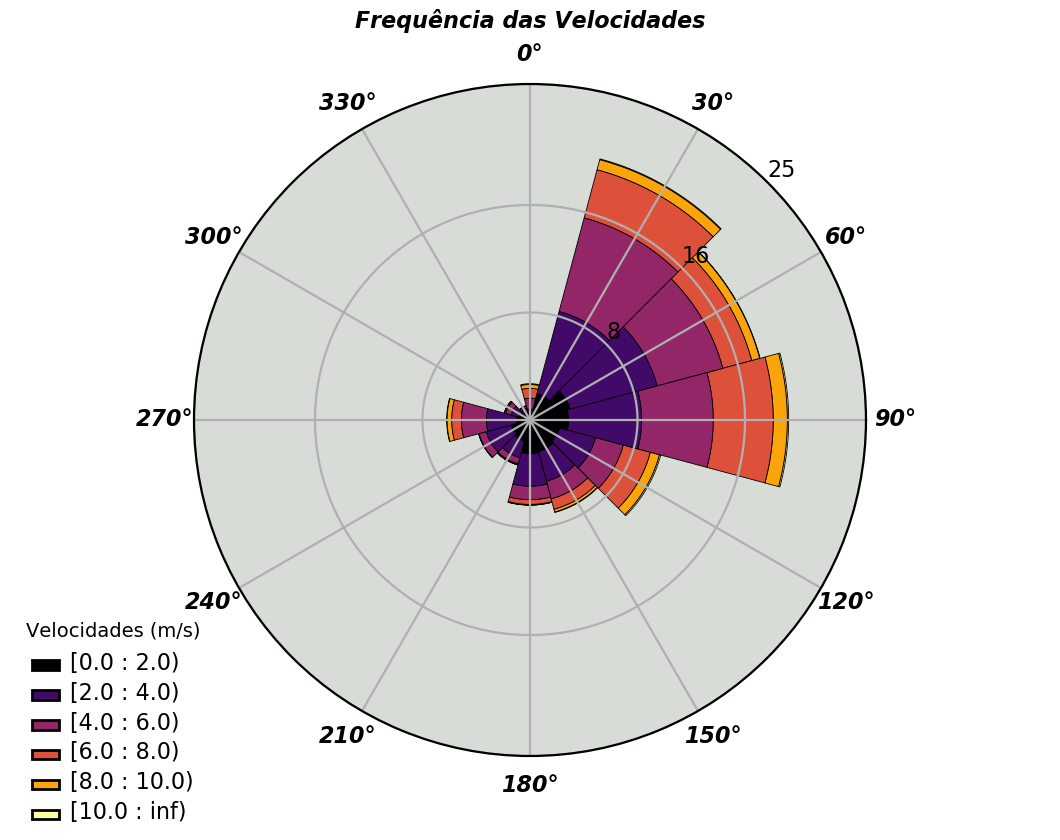 Frequência das Velocidades
0°
330°
30°
25
300°
60°
16
8
270°
90°
240°
120°
210°
150°
180°
Velocidades (m/s)
[0.0 : 2.0)
[2.0 : 4.0)
[4.0 : 6.0)
[6.0 : 8.0)
[8.0 : 10.0)
[10.0 : inf)